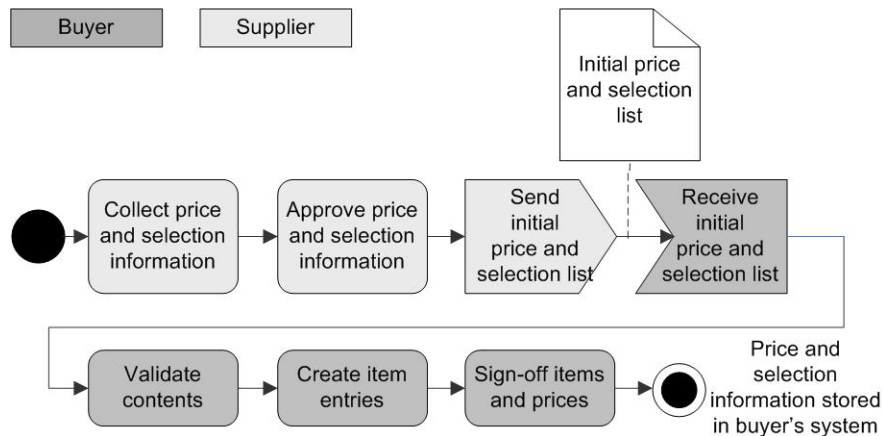 Buyer
Supplier
Initial price
and selection
list
Collect price
and selection
information
Approve price
and selection
information
Send
initial
price and
selection list
Receive
initial
price and
selection list
Validate
contents
Create item
entries
Sign-off items
and prices
Price and
selection
information stored
in buyer's system